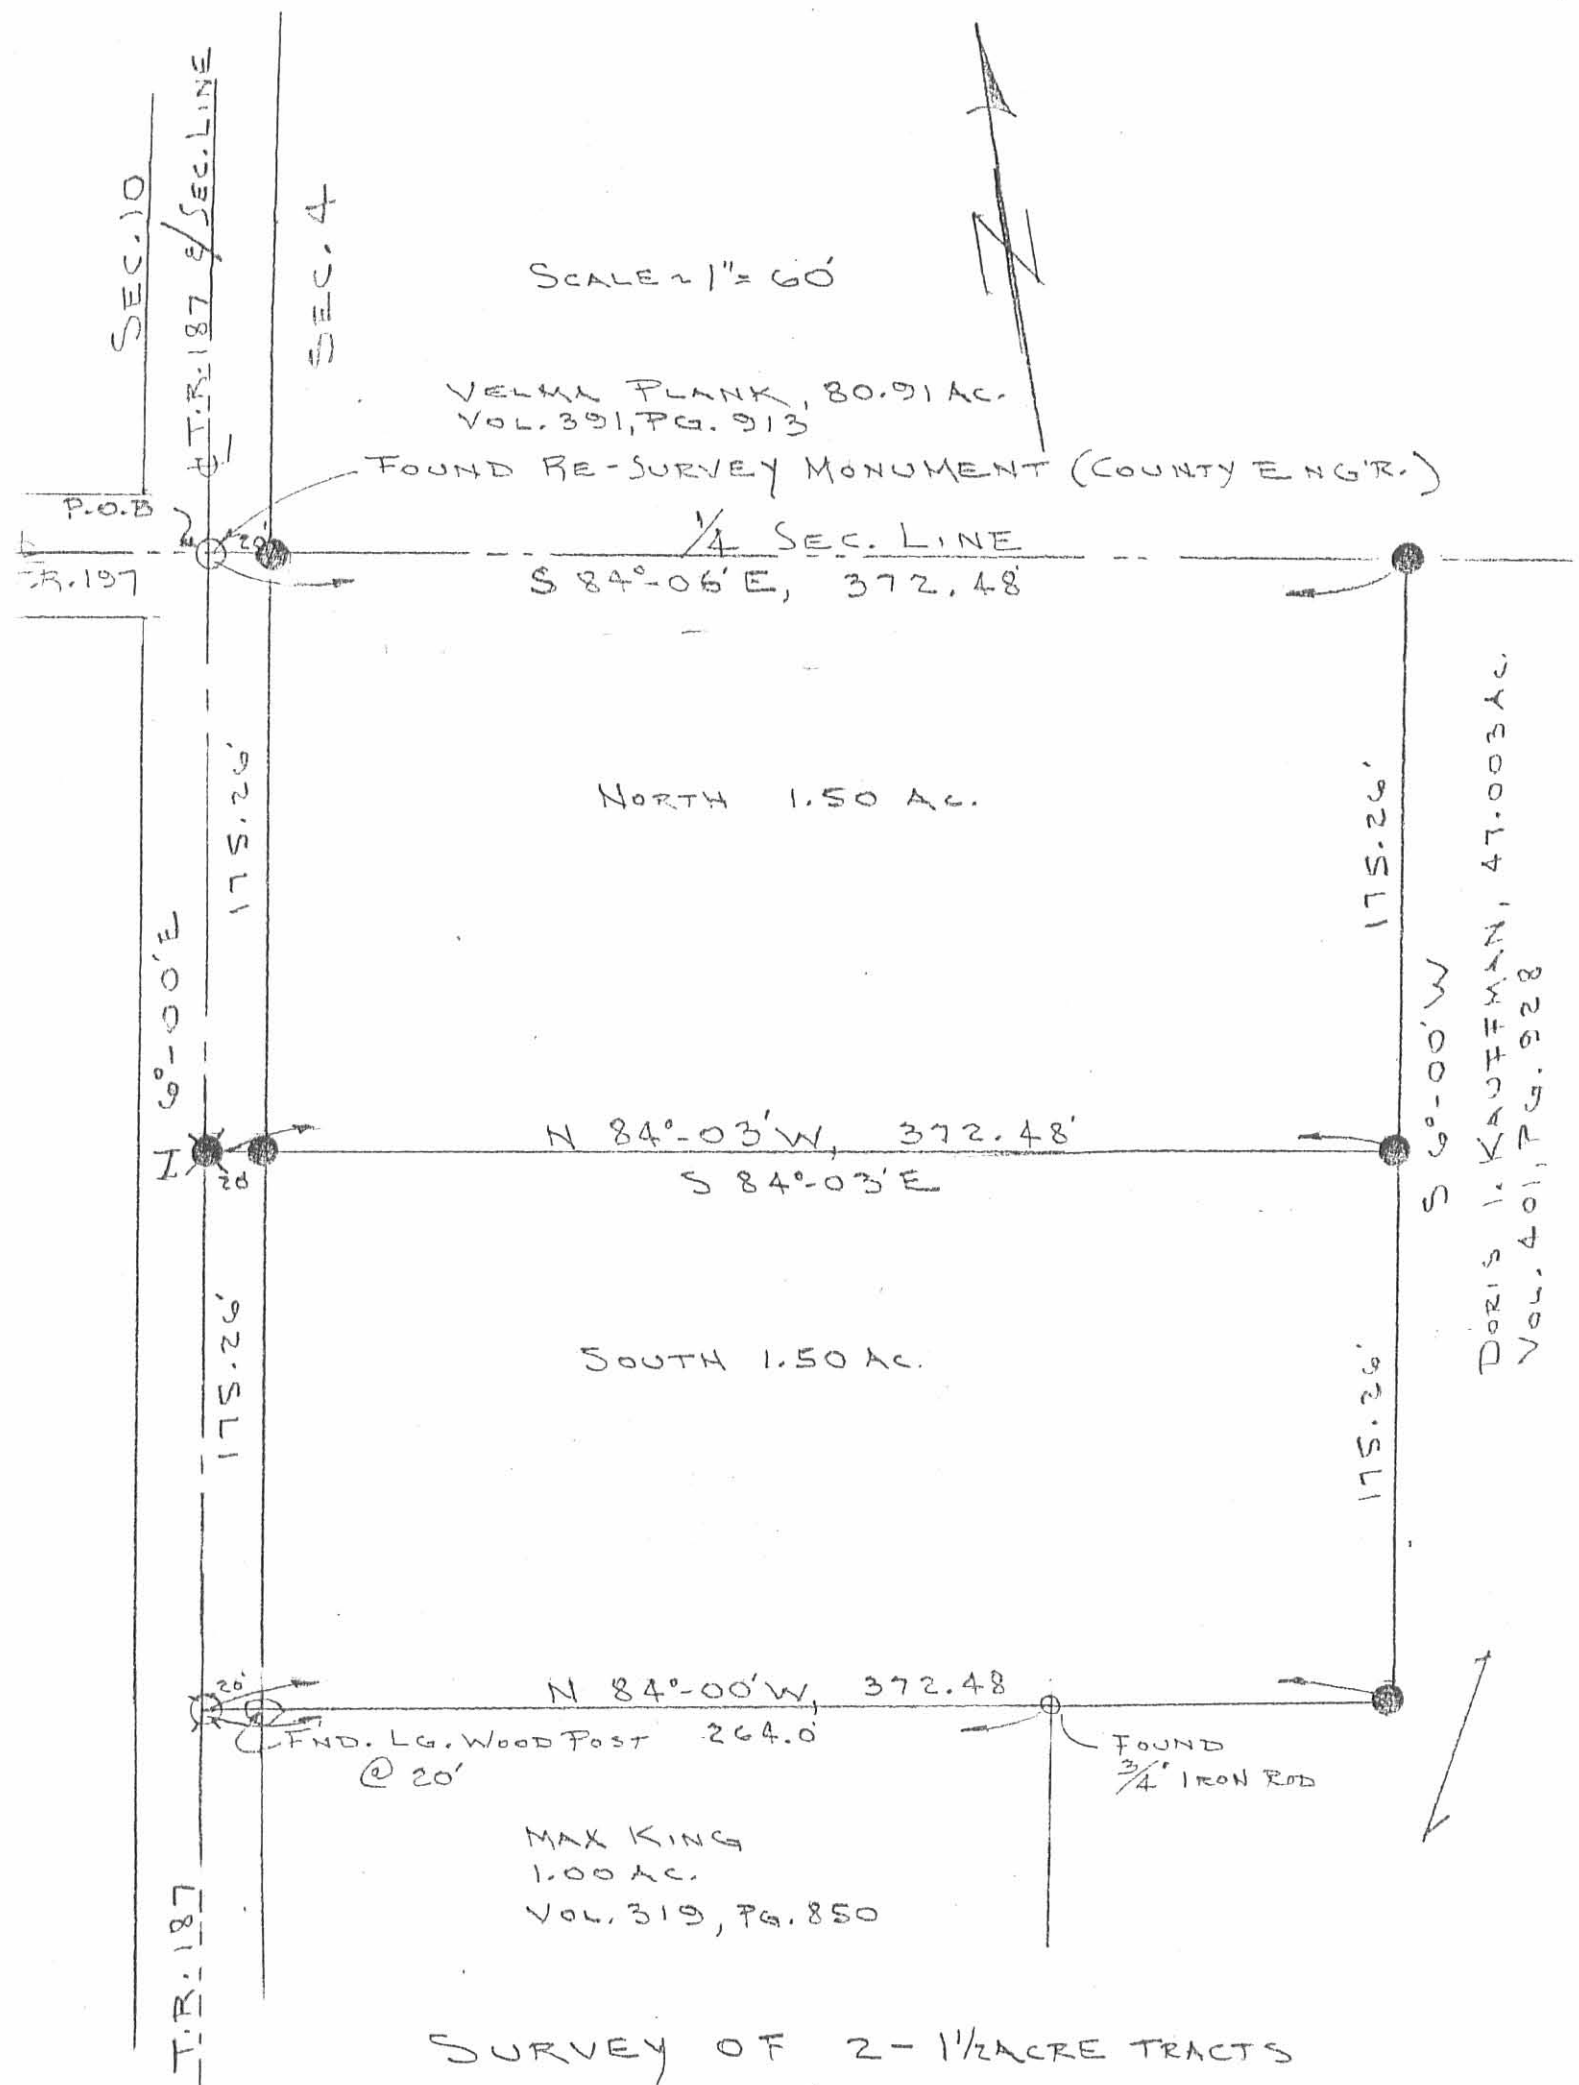 SEC. 10
T.R. 187 & SEC. LINE
SEC. 4
N
SCALE ~ 1" = 60'
VELMA PLANK, 80.91 AC.
VOL. 391, PG. 913
FOUND RE-SURVEY MONUMENT (COUNTY ENG'R.)
P.O.B
20'
1/4 SEC. LINE
S 84°-06' E, 372.48'
.R. 197
175.26'
NORTH 1.50 AC.
175.26'
DORIS I. KAUFFMAN, 47.003 AC.
VOL. 401, PG. 928
N 6°-00' E
S 6°-00' W
N 84°-03' W, 372.48'
20'
S 84°-03' E
175.26'
SOUTH 1.50 AC.
175.26'
20'
N 84°-00' W, 372.48
FND. LG. WOOD POST
@ 20'
264.0'
FOUND
3/4" IRON ROD
MAX KING
1.00 AC.
VOL. 319, PG. 850
T.R. 187
SURVEY OF 2 - 1 1/2 ACRE TRACTS